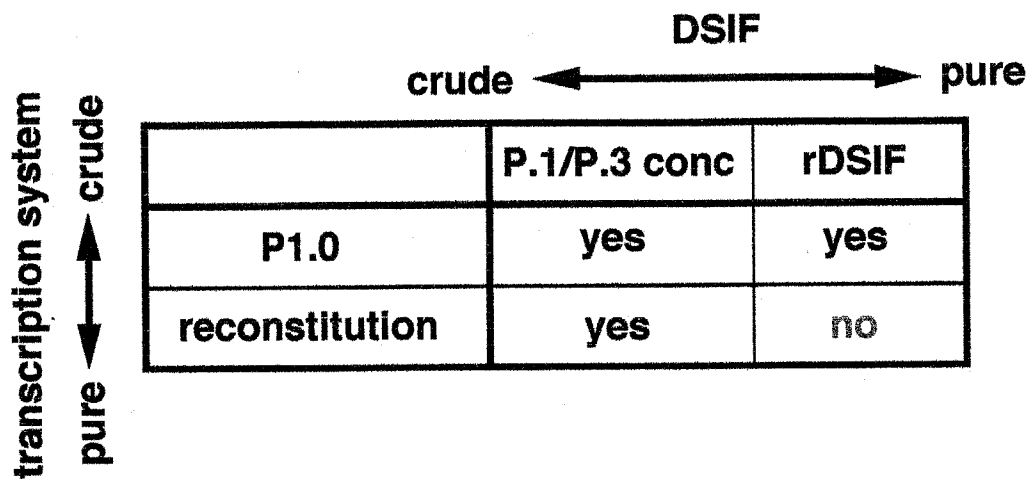 DSIF
crude pure
transcription system
crude
pure
P.1/P.3 conc rDSIF
P1.0 yes yes
reconstitution yes no